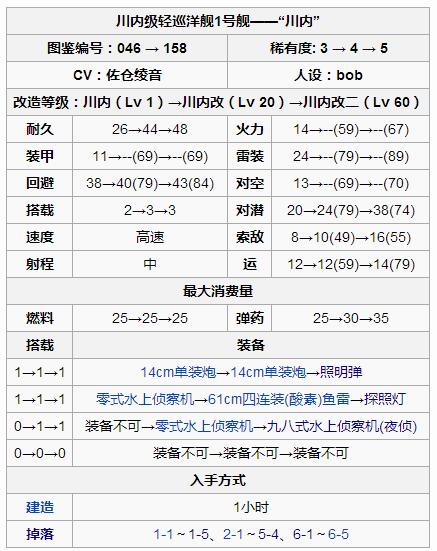 川内级轻巡洋舰1号舰——“川内”
图鉴编号：046 → 158 稀有度: 3 → 4 → 5
CV：佐仓绫音 人设：bob
改造等级：川内（Lv 1）→川内改（Lv 20）→川内改二（Lv 60）
耐久 26→44→48 火力 14→--(59)→--(67)
装甲 11→--(69)→--(69) 雷装 24→--(79)→--(89)
回避 38→40(79)→43(84) 对空 13→--(69)→--(70)
搭载 2→3→3 对潜 20→24(79)→38(74)
速度 高速 索敌 8→10(49)→16(55)
射程 中 运 12→12(59)→14(79)
最大消费量
燃料 25→25→25 弹药 25→30→35
搭载 装备
1→1→1 14cm单装炮→14cm单装炮→照明弹
1→1→1 零式水上侦察机→61cm四连装(酸素)鱼雷→探照灯
0→1→1 装备不可→零式水上侦察机→九八式水上侦察机(夜侦)
0→0→0 装备不可→装备不可→装备不可
入手方式
建造 1小时
掉落 1-1～1-5、2-1～5-4、6-1～6-5